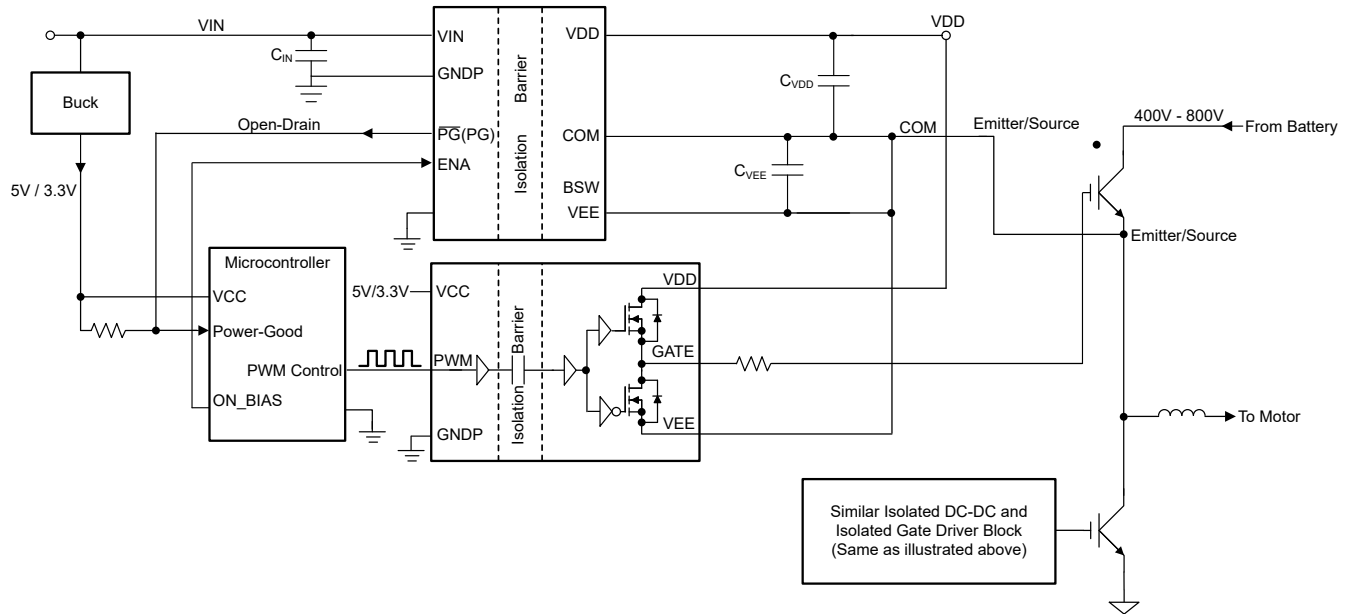 VIN
VDD
VIN
VDD
C_IN
GNDP
Barrier
C_VDD
Buck
Open-Drain
PG(PG)
COM
COM
Emitter/Source
400V - 800V
From Battery
ENA
Isolation
C_VEE
BSW
5V / 3.3V
VEE
Emitter/Source
Microcontroller
VCC
5V/3.3V
VCC
VDD
Power-Good
Barrier
GATE
PWM Control
PWM
ON_BIAS
Isolation
VEE
GNDP
To Motor
Similar Isolated DC-DC and
Isolated Gate Driver Block
(Same as illustrated above)